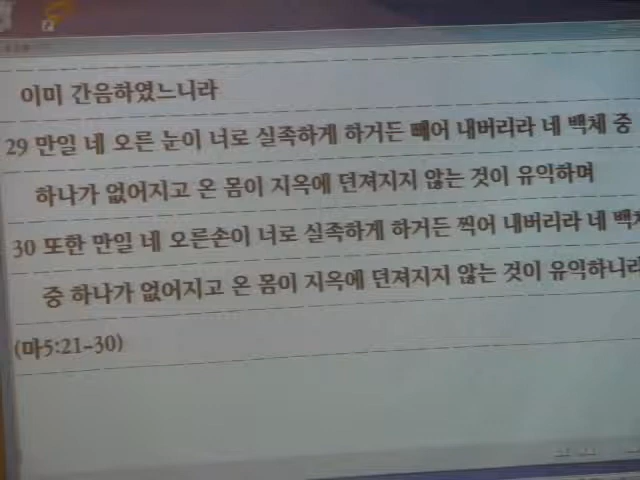 이미 간음하였느니라
29 만일 네 오른 눈이 너로 실족하게 하거든 빼어 내버리라 네 백체 중
하나가 없어지고 온 몸이 지옥에 던져지지 않는 것이 유익하며
30 또한 만일 네 오른손이 너로 실족하게 하거든 찍어 내버리라 네 백체
중 하나가 없어지고 온 몸이 지옥에 던져지지 않는 것이 유익하니라
(마5:21-30)